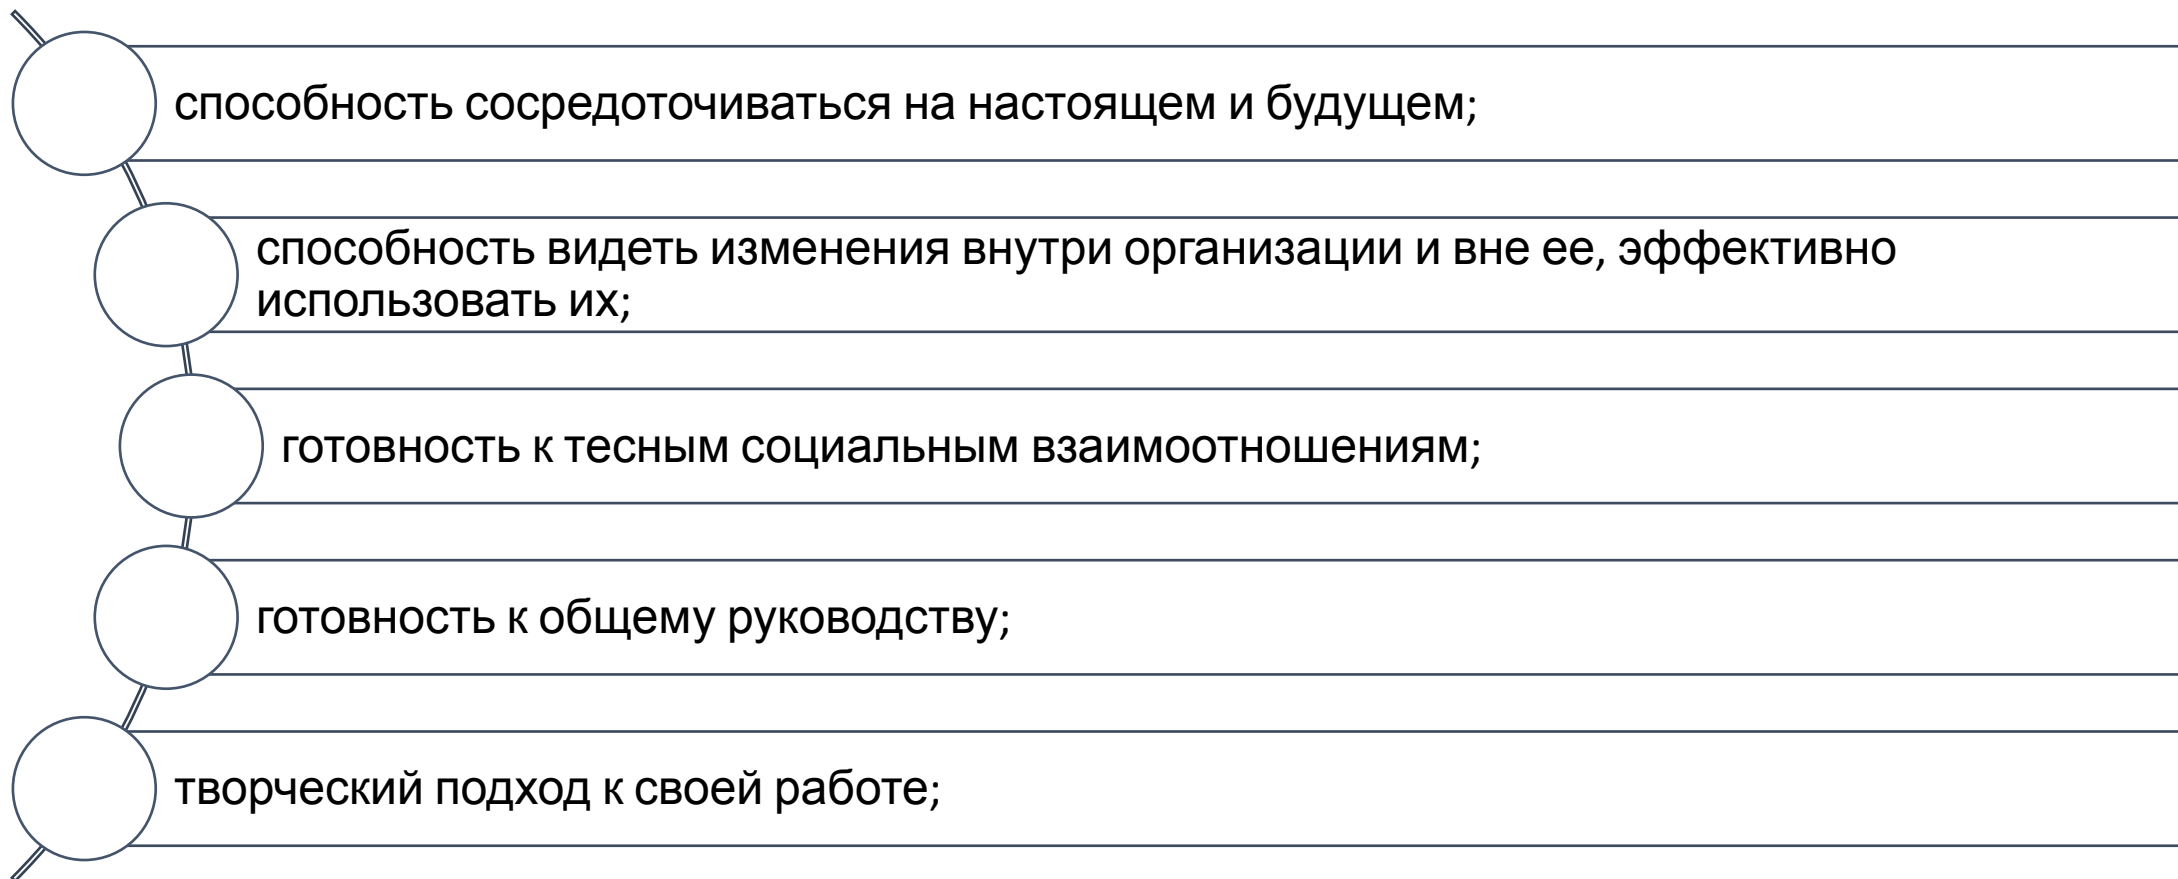 способность сосредоточиваться на настоящем и будущем;
способность видеть изменения внутри организации и вне ее, эффективно
использовать их;
готовность к тесным социальным взаимоотношениям;
готовность к общему руководству;
творческий подход к своей работе;